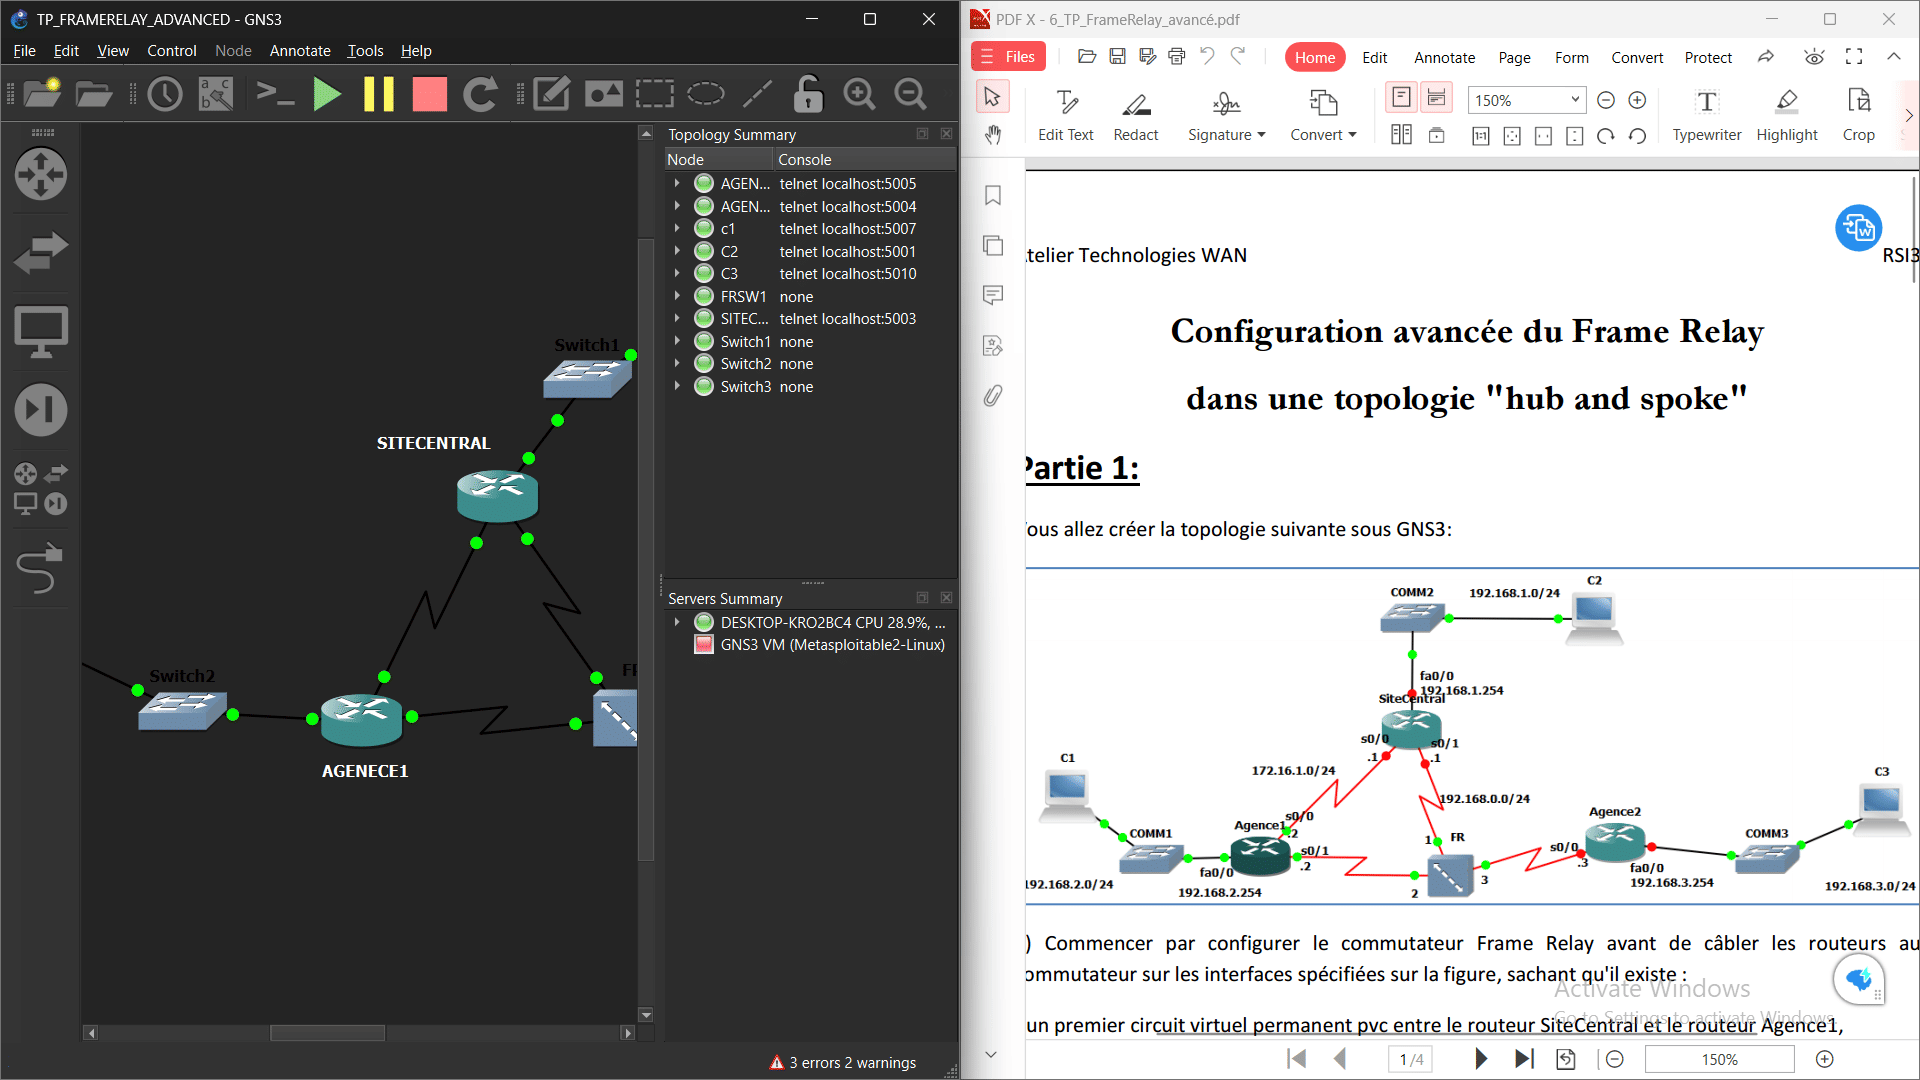 TP_FRAMERELAY_ADVANCED - GNS3
File Edit View Control Node Annotate Tools Help
Topology Summary
Node Console
AGEN... telnet localhost:5005
AGEN... telnet localhost:5004
c1 telnet localhost:5007
C2 telnet localhost:5001
C3 telnet localhost:5010
FRSW1 none
SITEC... telnet localhost:5003
Switch1 none
Switch2 none
Switch3 none
Switch1
SITECENTRAL
Switch2
AGENECE1
Servers Summary
DESKTOP-KRO2BC4 CPU 28.9%, ...
GNS3 VM (Metasploitable2-Linux)
3 errors 2 warnings
PDF X - 6_TP_FrameRelay_avancé.pdf
Files Home Edit Annotate Page Form Convert Protect
150%
Edit Text Redact Signature Convert Typewriter Highlight Crop
telier Technologies WAN RSI3
Configuration avancée du Frame Relay
dans une topologie "hub and spoke"
Partie 1:
ous allez créer la topologie suivante sous GNS3:
C2
COMM2 192.168.1.0/24
fa0/0
192.168.1.254
SiteCentral
s0/0 s0/1
.1 .1
C1 172.16.1.0/24 C3
192.168.0.0/24
Agence1 s0/0 Agence2
.2
COMM1 1 FR COMM3
s0/1 s0/0
.2 .3
fa0/0 3 fa0/0
192.168.2.0/24 192.168.2.254 2 192.168.3.254 192.168.3.0/24
) Commencer par configurer le commutateur Frame Relay avant de câbler les routeurs au
ommutateur sur les interfaces spécifiées sur la figure, sachant qu'il existe :
Activate Windows
Go to Settings to activate Windows.
un premier circuit virtuel permanent pvc entre le routeur SiteCentral et le routeur Agence1,
1/4 150%